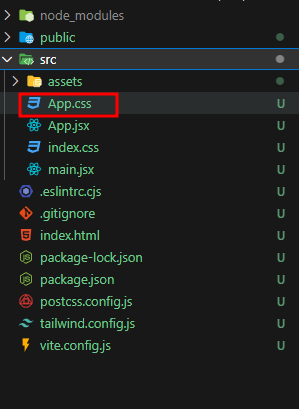 node_modules
public
src
assets
App.css U
App.jsx U
index.css U
main.jsx U
.eslintrc.cjs U
.gitignore U
index.html U
package-lock.json U
package.json U
postcss.config.js U
tailwind.config.js U
vite.config.js U